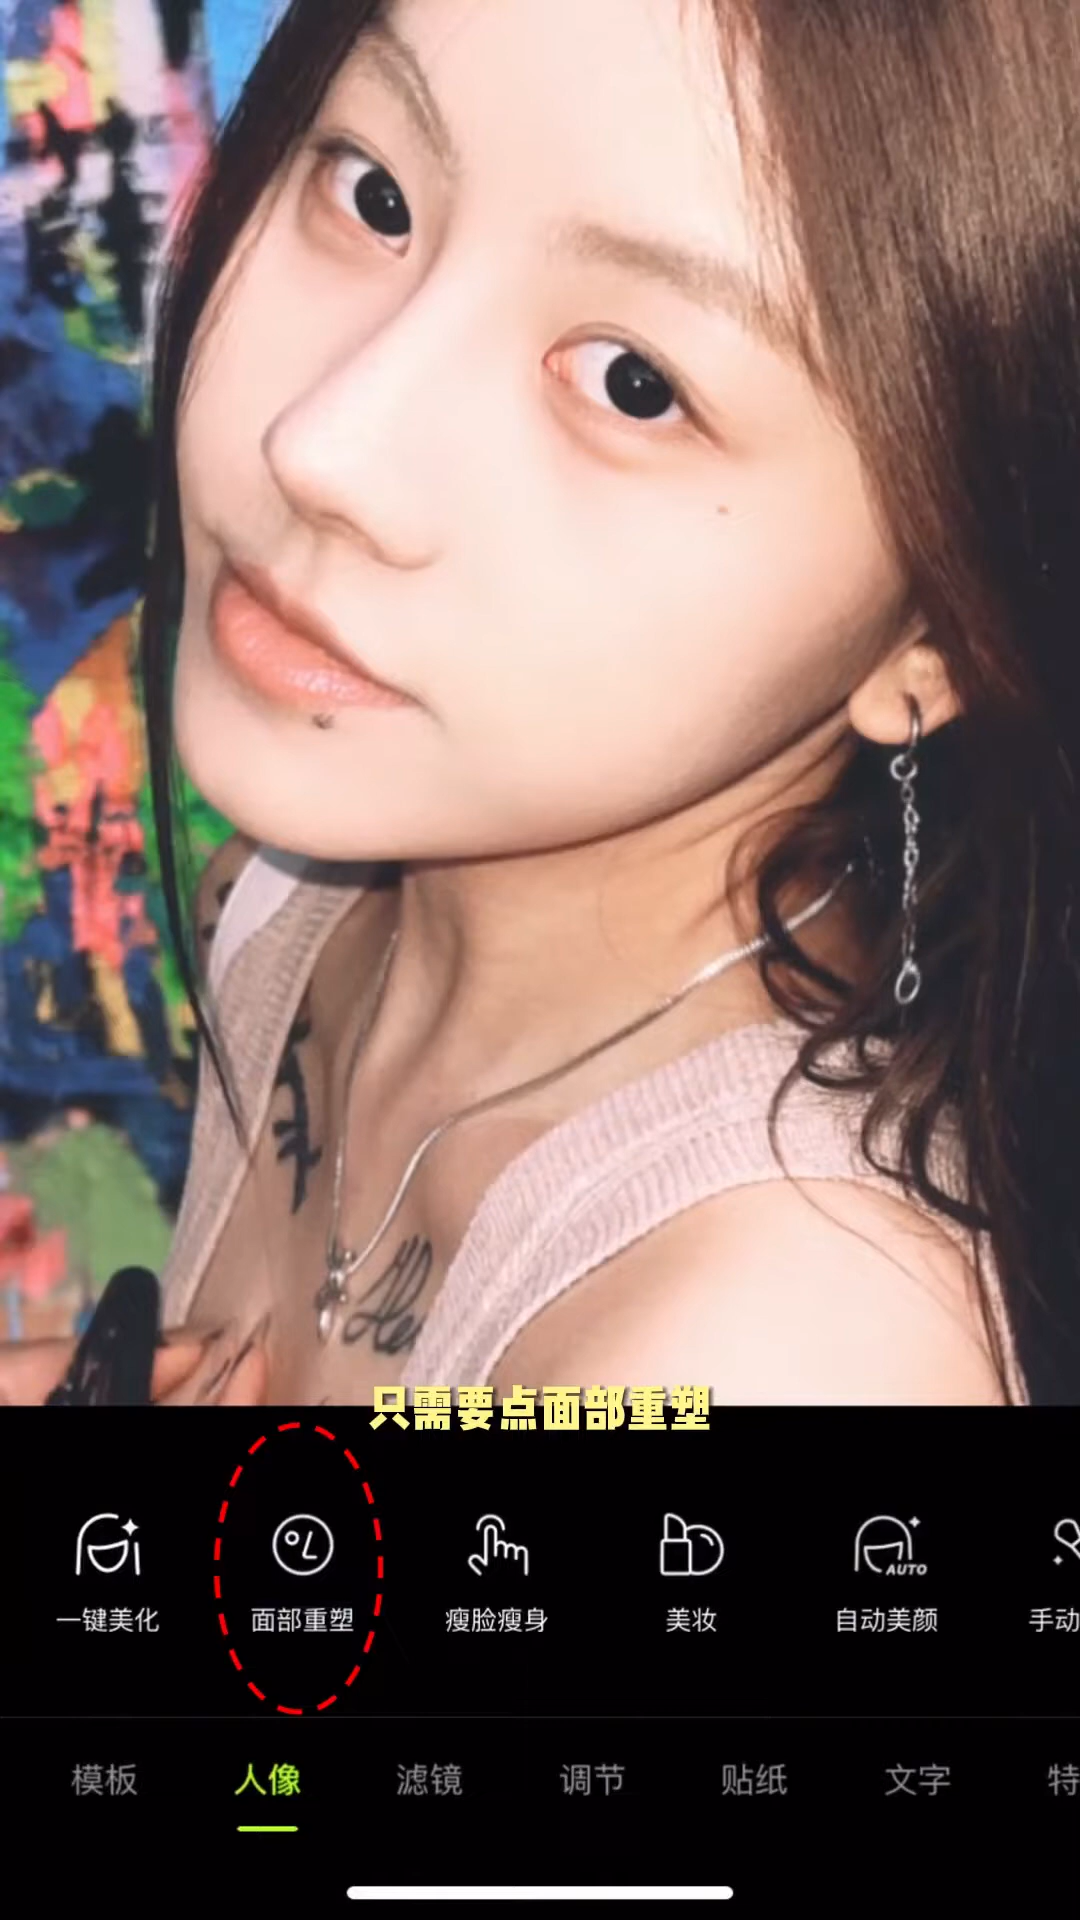 只需要点面部重塑
一键美化
面部重塑
瘦脸瘦身
美妆
AUTO
自动美颜
手动
模板
人像
滤镜
调节
贴纸
文字
特